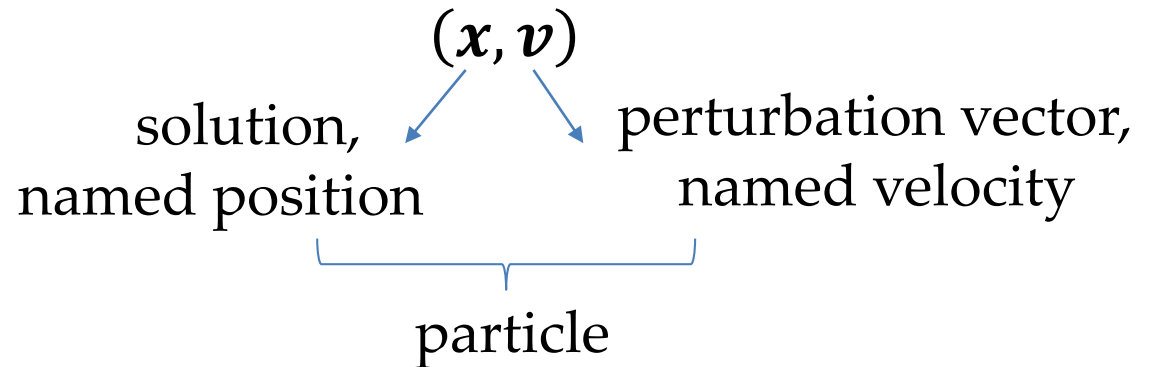 (x, v)
solution,
named position
perturbation vector,
named velocity
particle